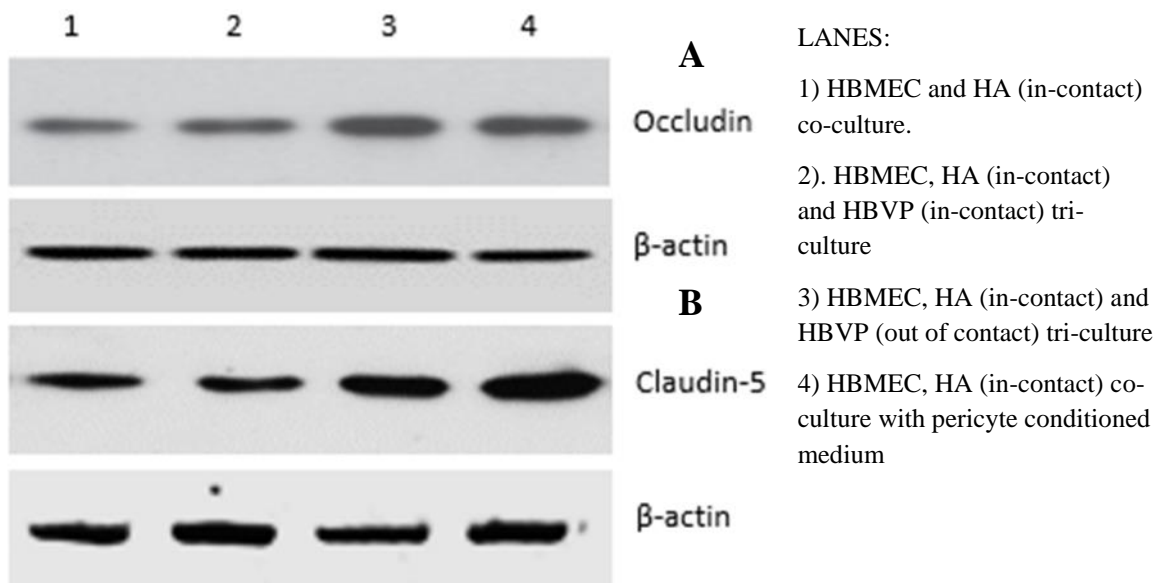 1 2 3 4
A
Occludin
β-actin
B
Claudin-5
β-actin
LANES:
1) HBMEC and HA (in-contact)
co-culture.
2). HBMEC, HA (in-contact)
and HBVP (in-contact) tri-
culture
3) HBMEC, HA (in-contact) and
HBVP (out of contact) tri-culture
4) HBMEC, HA (in-contact) co-
culture with pericyte conditioned
medium